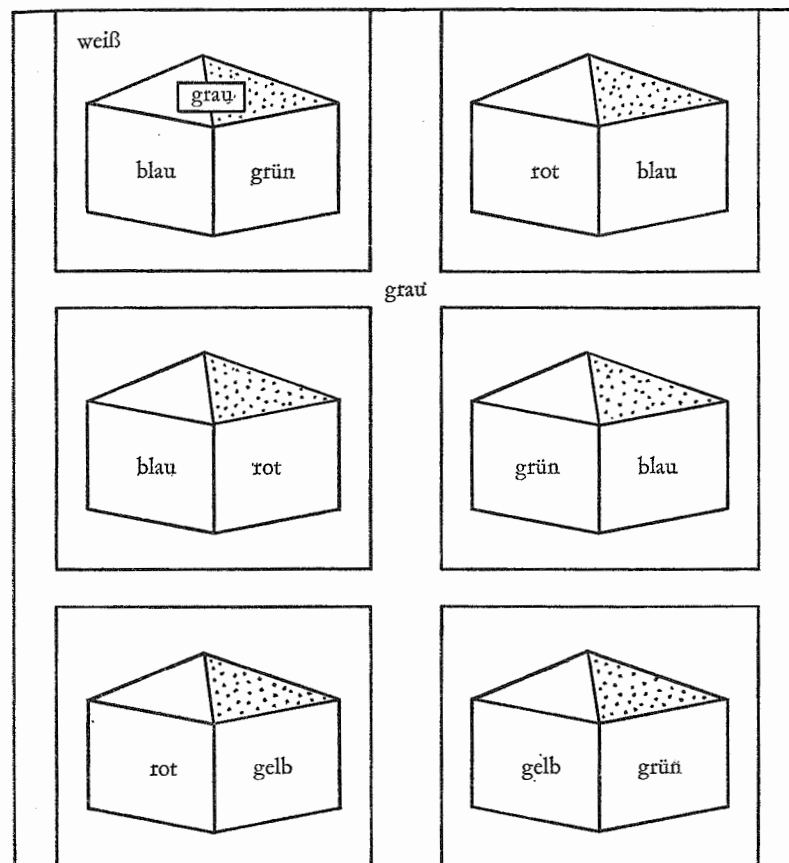 weiß
grau
blau grün
rot blau
grau
blau rot
grün blau
rot gelb
gelb grün